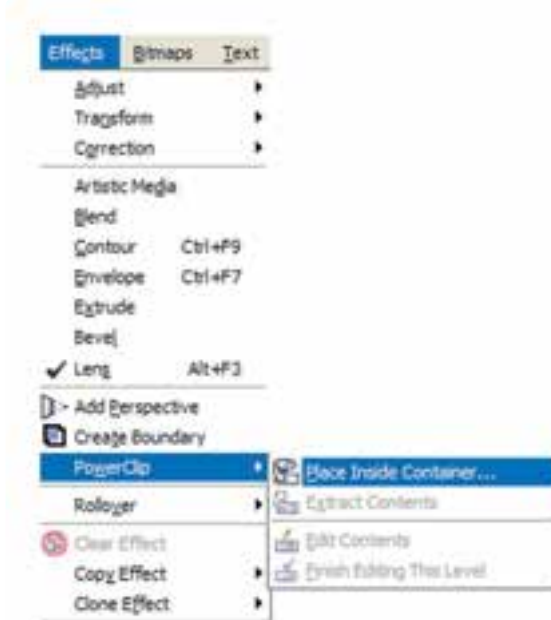 Effects Bitmaps Text
Adjust
Transform
Correction
Artistic Media
Blend
Contour Ctrl+F9
Envelope Ctrl+F7
Extrude
Bevel
Lens Alt+F3
Add Perspective
Create Boundary
PowerClip
Place Inside Container...
Rollover
Extract Contents
Clear Effect
Edit Contents
Copy Effect
Finish Editing This Level
Clone Effect